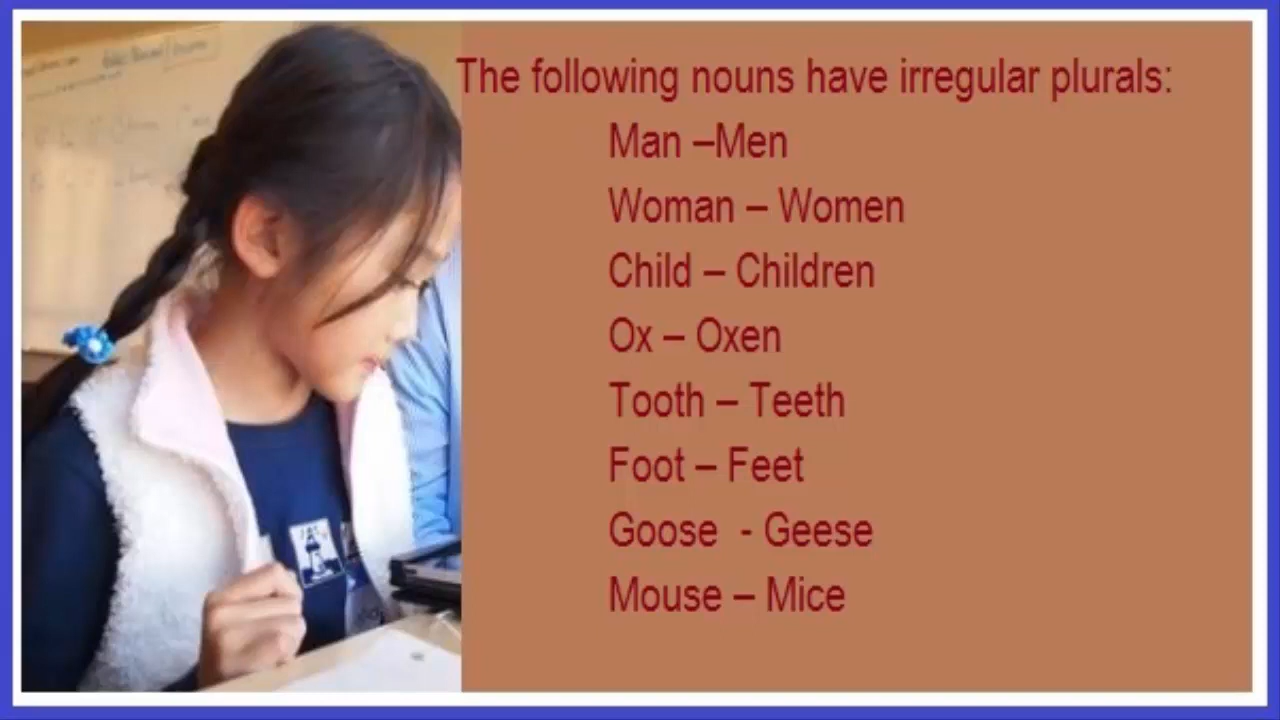 The following nouns have irregular plurals:
Man –Men
Woman – Women
Child – Children
Ox – Oxen
Tooth – Teeth
Foot – Feet
Goose  - Geese
Mouse – Mice